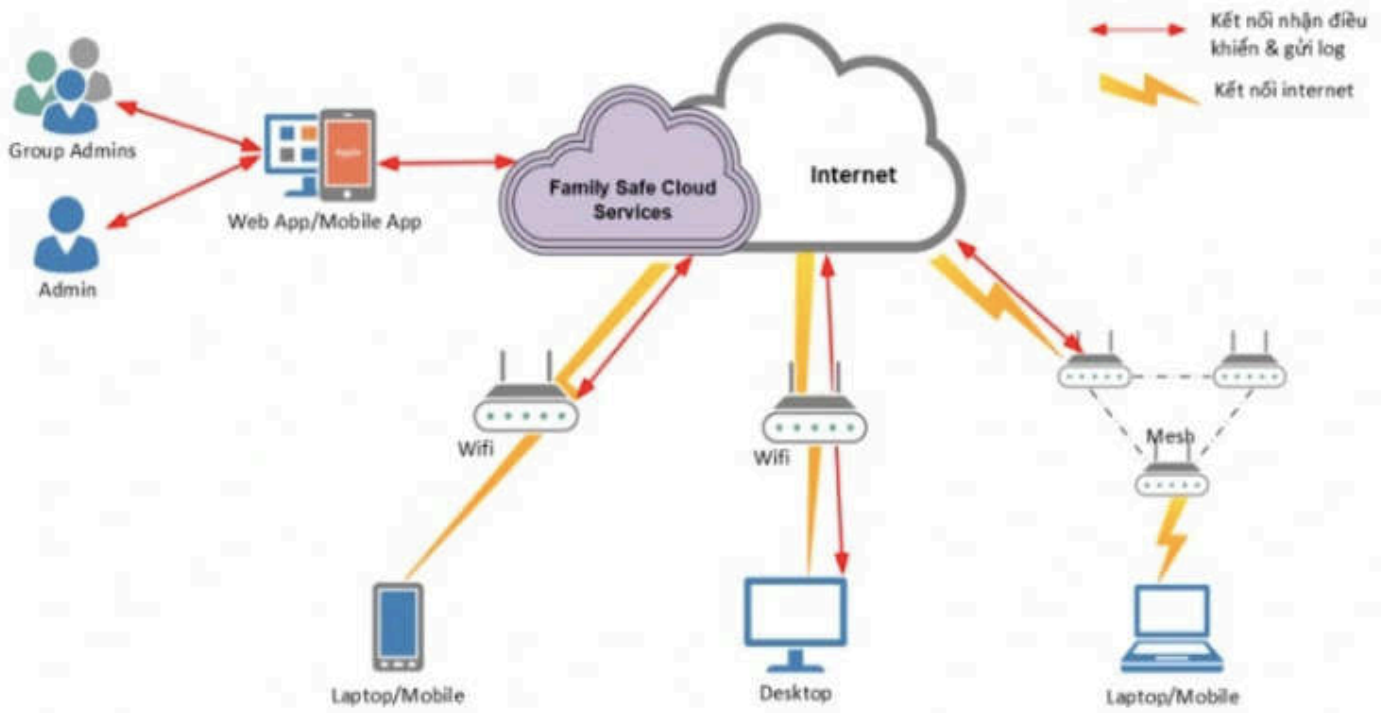 Kết nối nhận điều
khiển & gửi log
Kết nối internet
Group Admins
Web App/Mobile App
Admin
Family Safe Cloud
Services
Internet
Wifi
Wifi
Mesh
Laptop/Mobile
Desktop
Laptop/Mobile